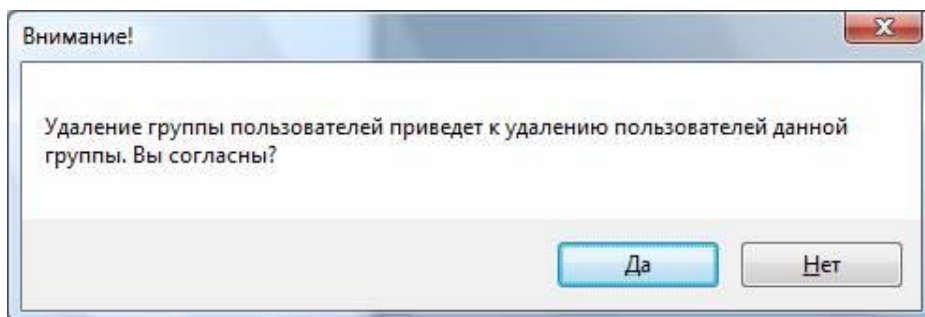 Внимание!
Удаление группы пользователей приведет к удалению пользователей данной
группы. Вы согласны?
Да
Нет